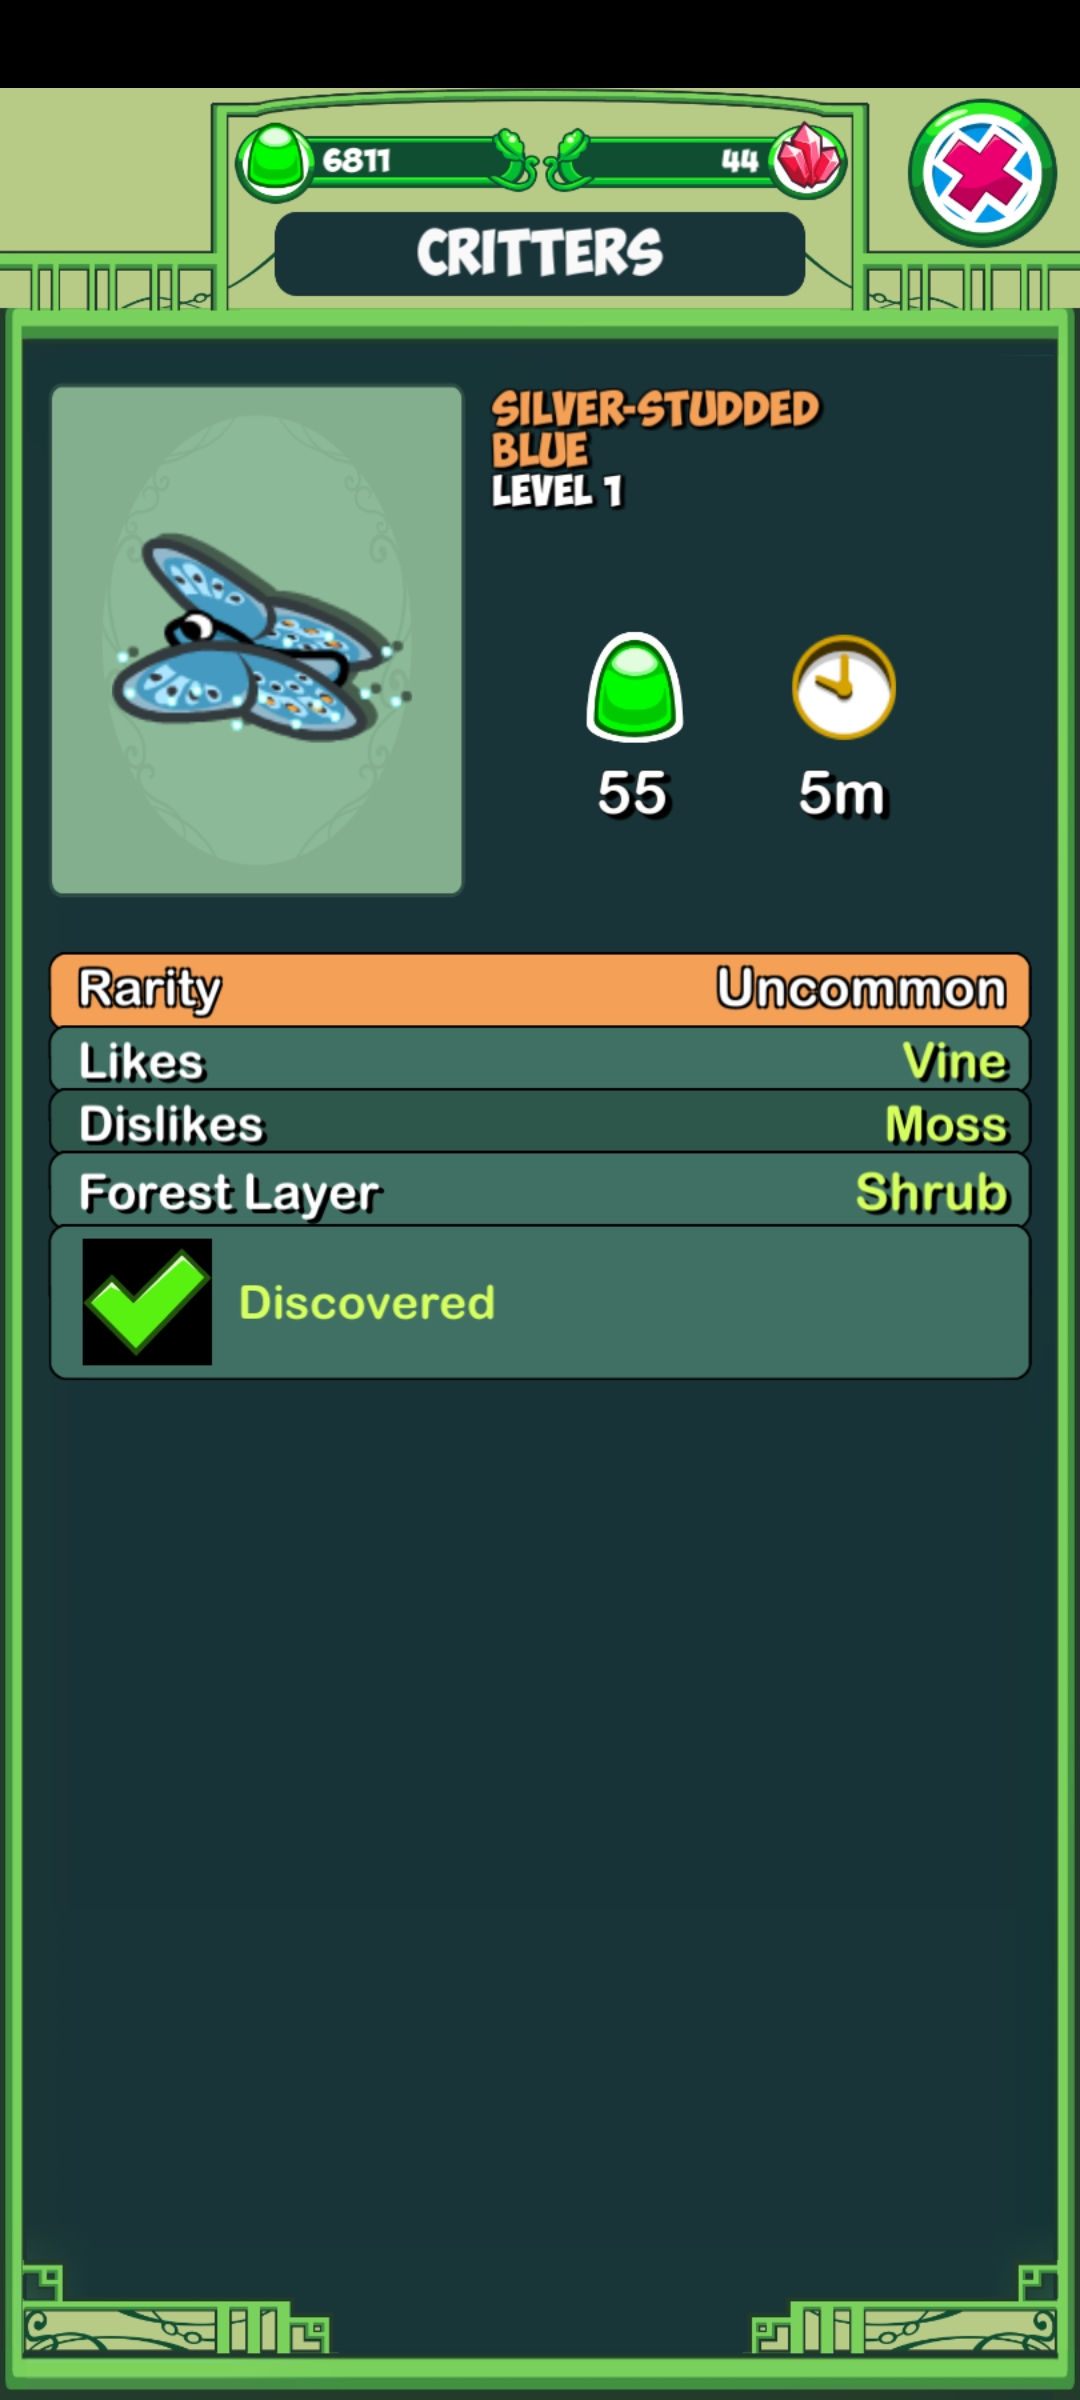 6811 44
CRITTERS
SILVER-STUDDED
BLUE
LEVEL 1
55 5m
Rarity Uncommon
Likes Vine
Dislikes Moss
Forest Layer Shrub
Discovered